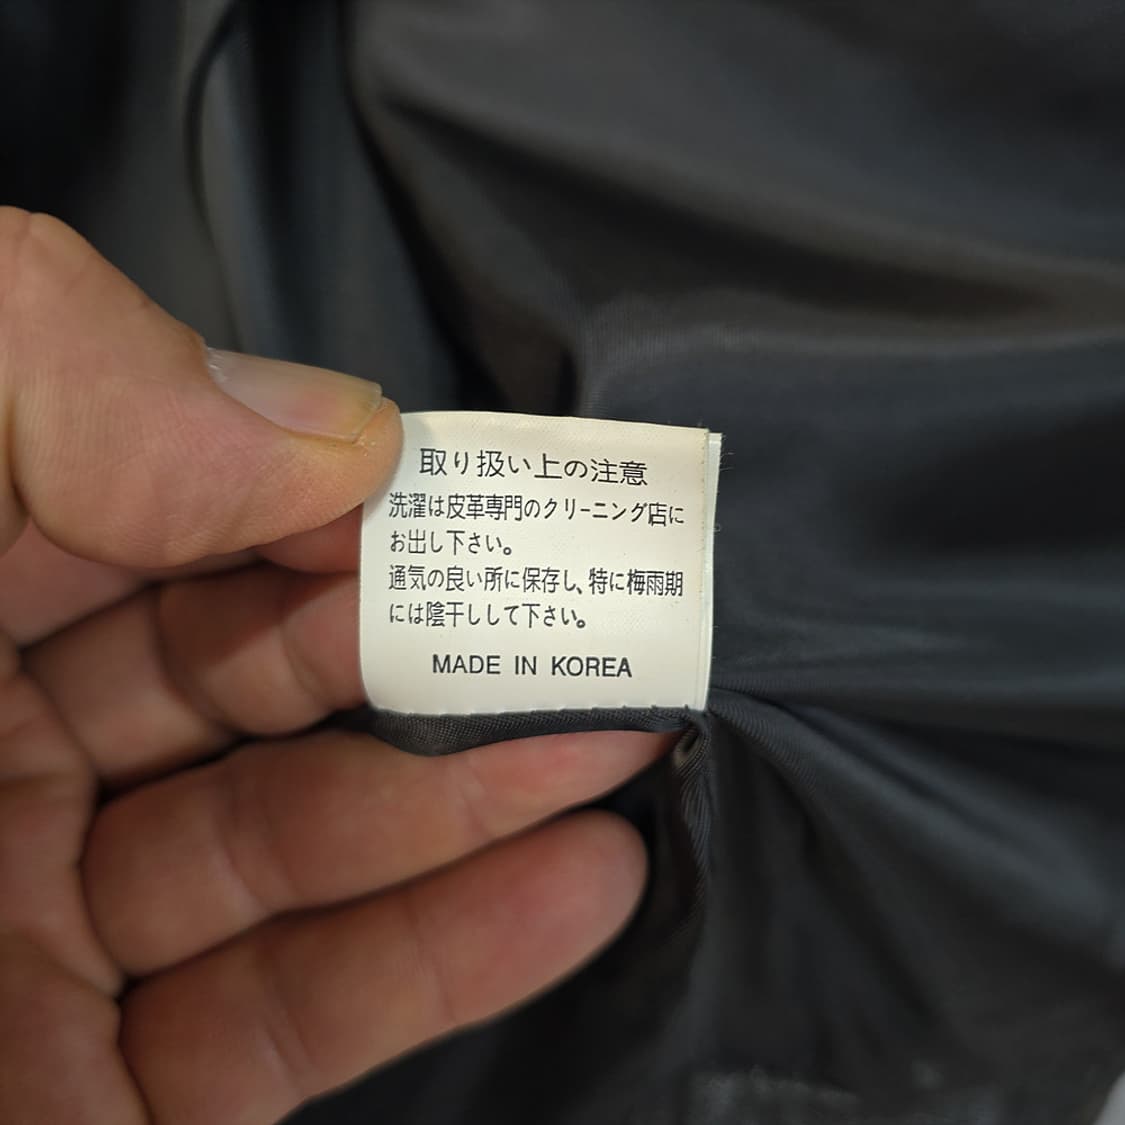 取り扱い上の注意
洗濯は皮革専門のクリーニング店に
お出し下さい。
通気の良い所に保存し、特に梅雨期
には陰干しして下さい。
MADE IN KOREA